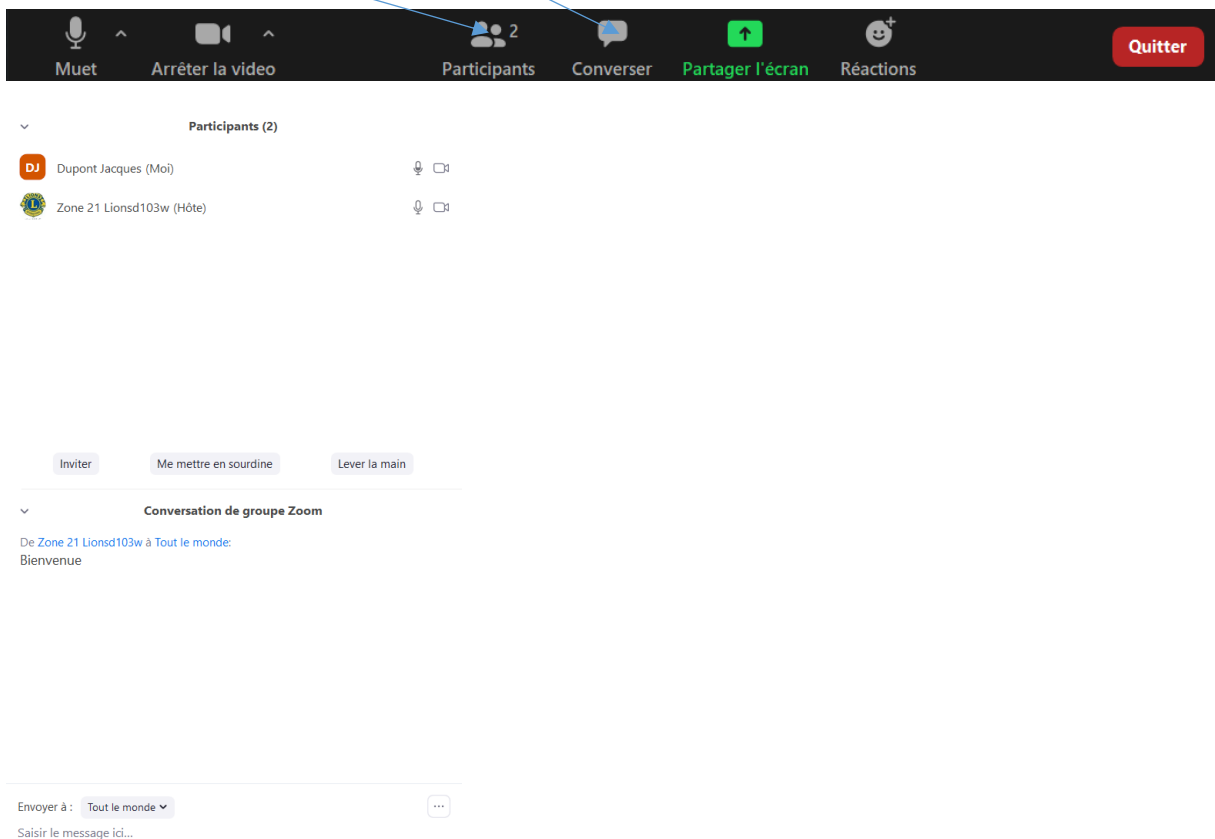 2
Muet Arrêter la video Participants Converser Partager l'écran Réactions Quitter
Participants (2)
DJ Dupont Jacques (Moi)
Zone 21 Lionsd103w (Hôte)
Inviter Me mettre en sourdine Lever la main
Conversation de groupe Zoom
De Zone 21 Lionsd103w à Tout le monde:
Bienvenue
Envoyer à : Tout le monde
Saisir le message ici...